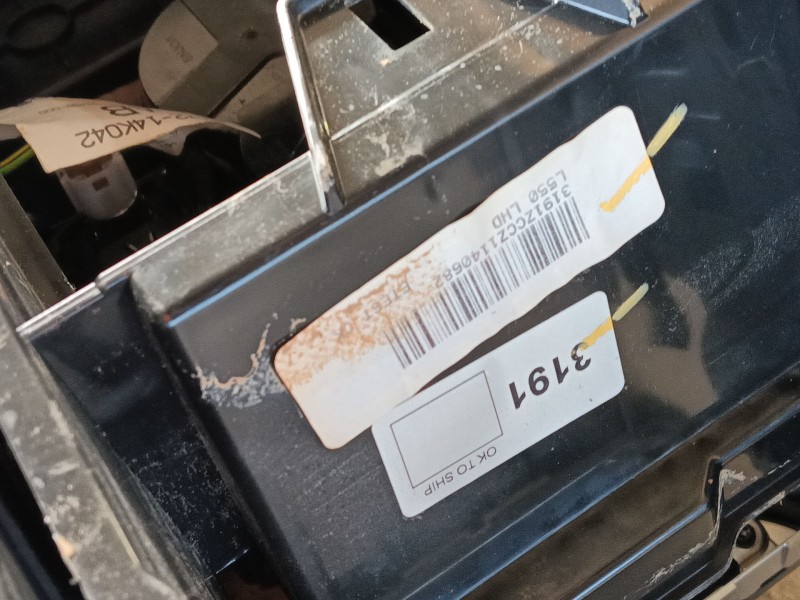 -14K042
L550 LHD
3191ZCCZ1140682
3191
OK TO SHIP